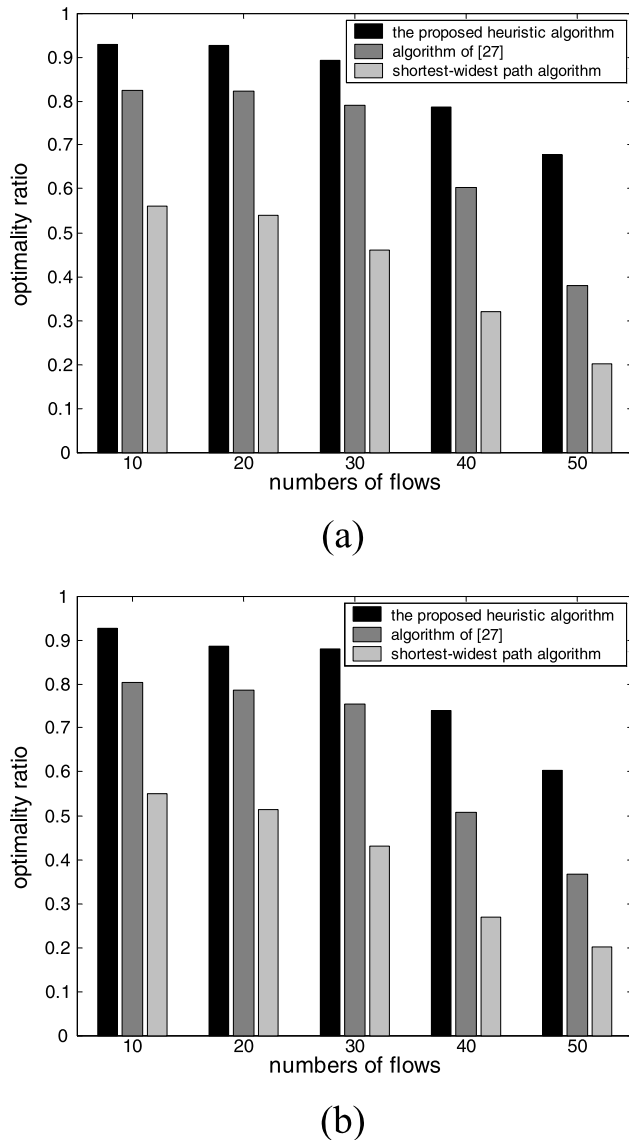 1
0.9
0.8
0.7
0.6
0.5
0.4
0.3
0.2
0.1
0
optimality ratio
the proposed heuristic algorithm
algorithm of [27]
shortest-widest path algorithm
10 20 30 40 50
numbers of flows
(a)
1
0.9
0.8
0.7
0.6
0.5
0.4
0.3
0.2
0.1
0
optimality ratio
the proposed heuristic algorithm
algorithm of [27]
shortest-widest path algorithm
10 20 30 40 50
numbers of flows
(b)